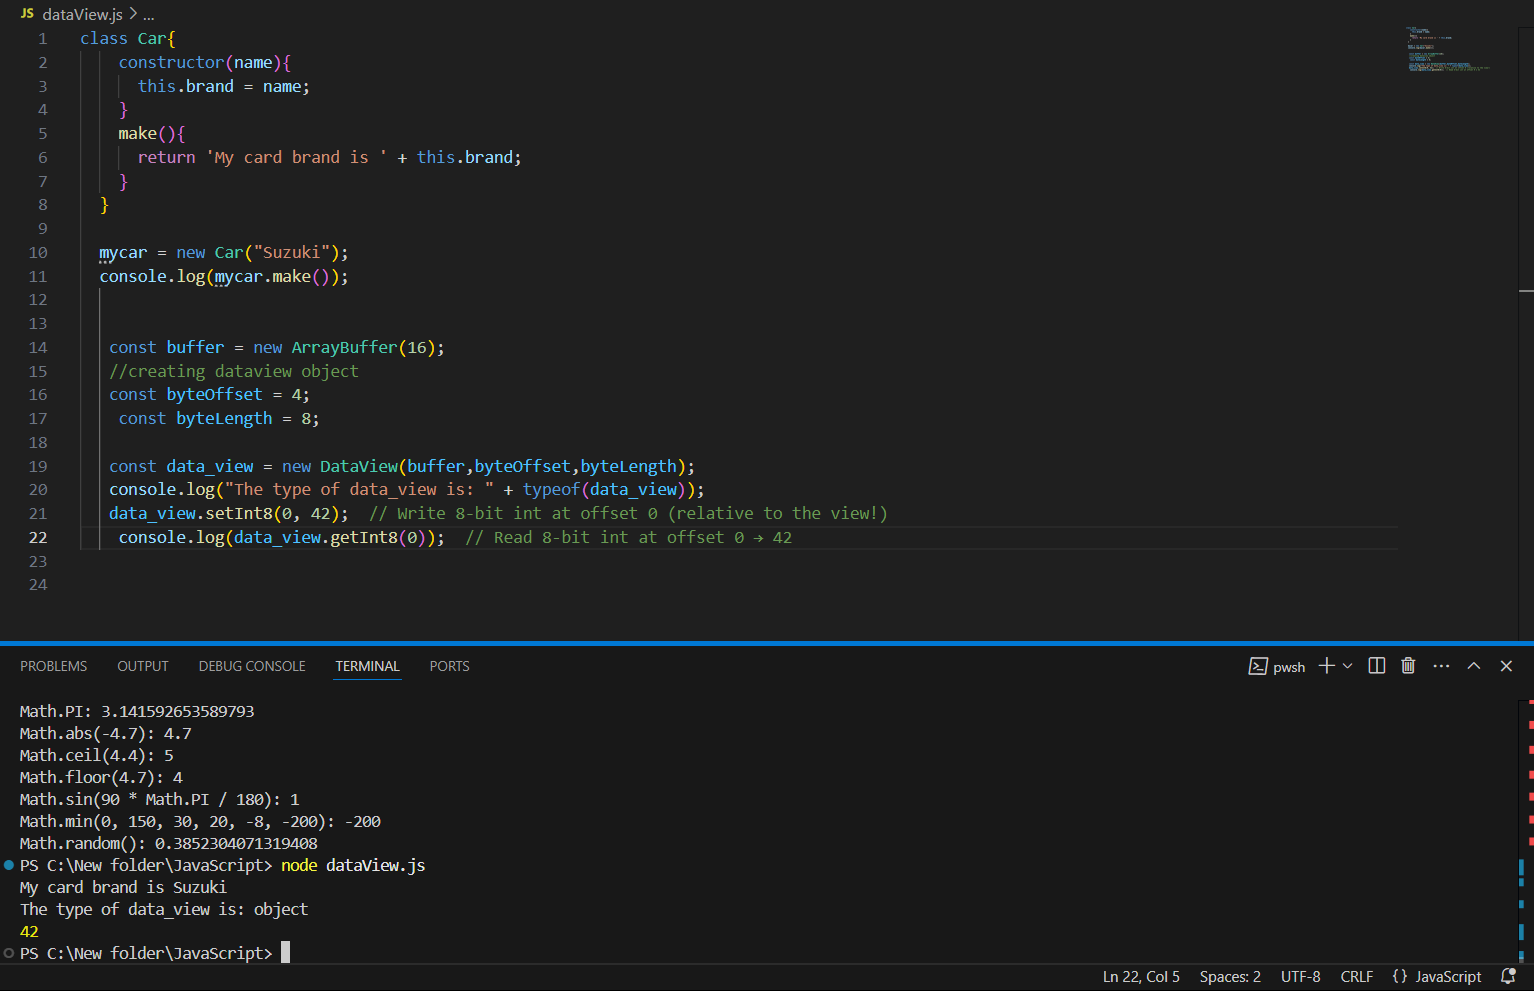 JS dataView.js > ...
1 class Car{
2 constructor(name){
3 this.brand = name;
4 }
5 make(){
6 return 'My card brand is ' + this.brand;
7 }
8 }
9
10 mycar = new Car("Suzuki");
11 console.log(mycar.make());
12
13
14 const buffer = new ArrayBuffer(16);
15 //creating dataview object
16 const byteOffset = 4;
17 const byteLength = 8;
18
19 const data_view = new DataView(buffer,byteOffset,byteLength);
20 console.log("The type of data_view is: " + typeof(data_view));
21 data_view.setInt8(0, 42);  // Write 8-bit int at offset 0 (relative to the view!)
22 console.log(data_view.getInt8(0));  // Read 8-bit int at offset 0 → 42
23
24
PROBLEMS OUTPUT DEBUG CONSOLE TERMINAL PORTS pwsh
Math.PI: 3.141592653589793
Math.abs(-4.7): 4.7
Math.ceil(4.4): 5
Math.floor(4.7): 4
Math.sin(90 * Math.PI / 180): 1
Math.min(0, 150, 30, 20, -8, -200): -200
Math.random(): 0.3852304071319408
PS C:\New folder\JavaScript> node dataView.js
My card brand is Suzuki
The type of data_view is: object
42
PS C:\New folder\JavaScript>
Ln 22, Col 5 Spaces: 2 UTF-8 CRLF {} JavaScript